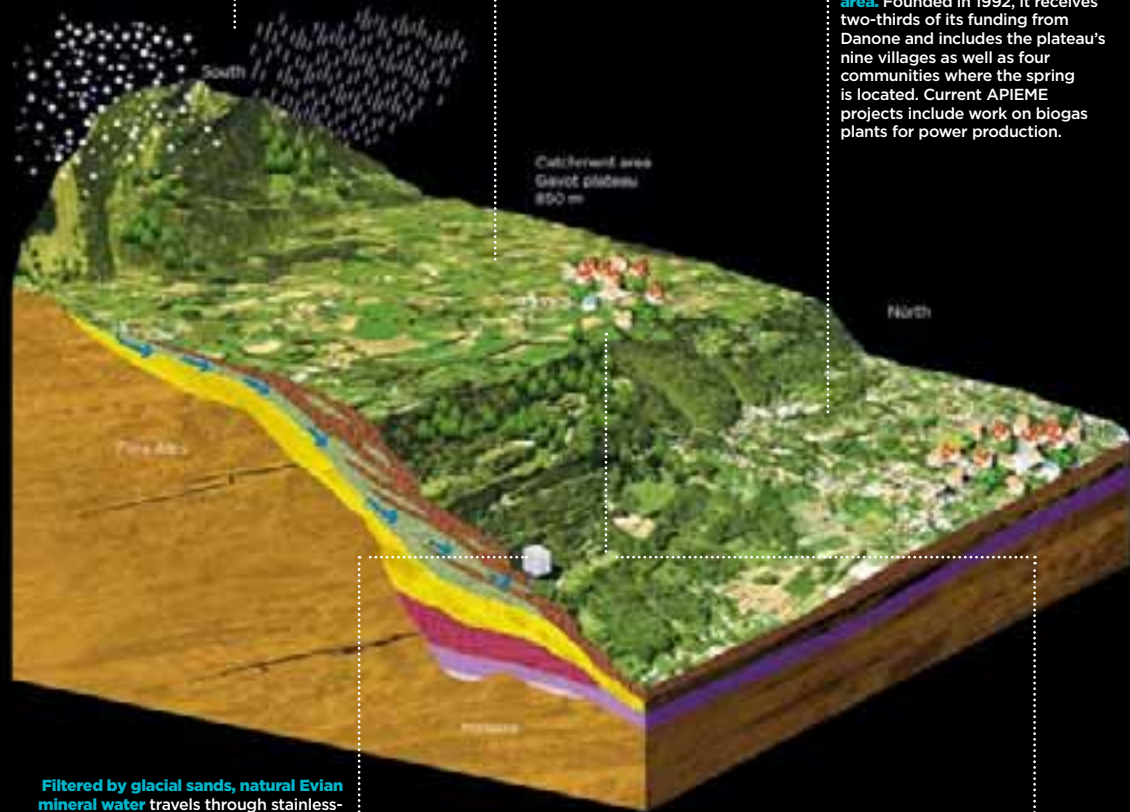 area. Founded in 1992, it receives
two-thirds of its funding from
Danone and includes the plateau’s
nine villages as well as four
communities where the spring
is located. Current APIEME
projects include work on biogas
plants for power production.
South
Catchment area
Gavot plateau
850 m
North
Filtered by glacial sands, natural Evian
mineral water travels through stainless-